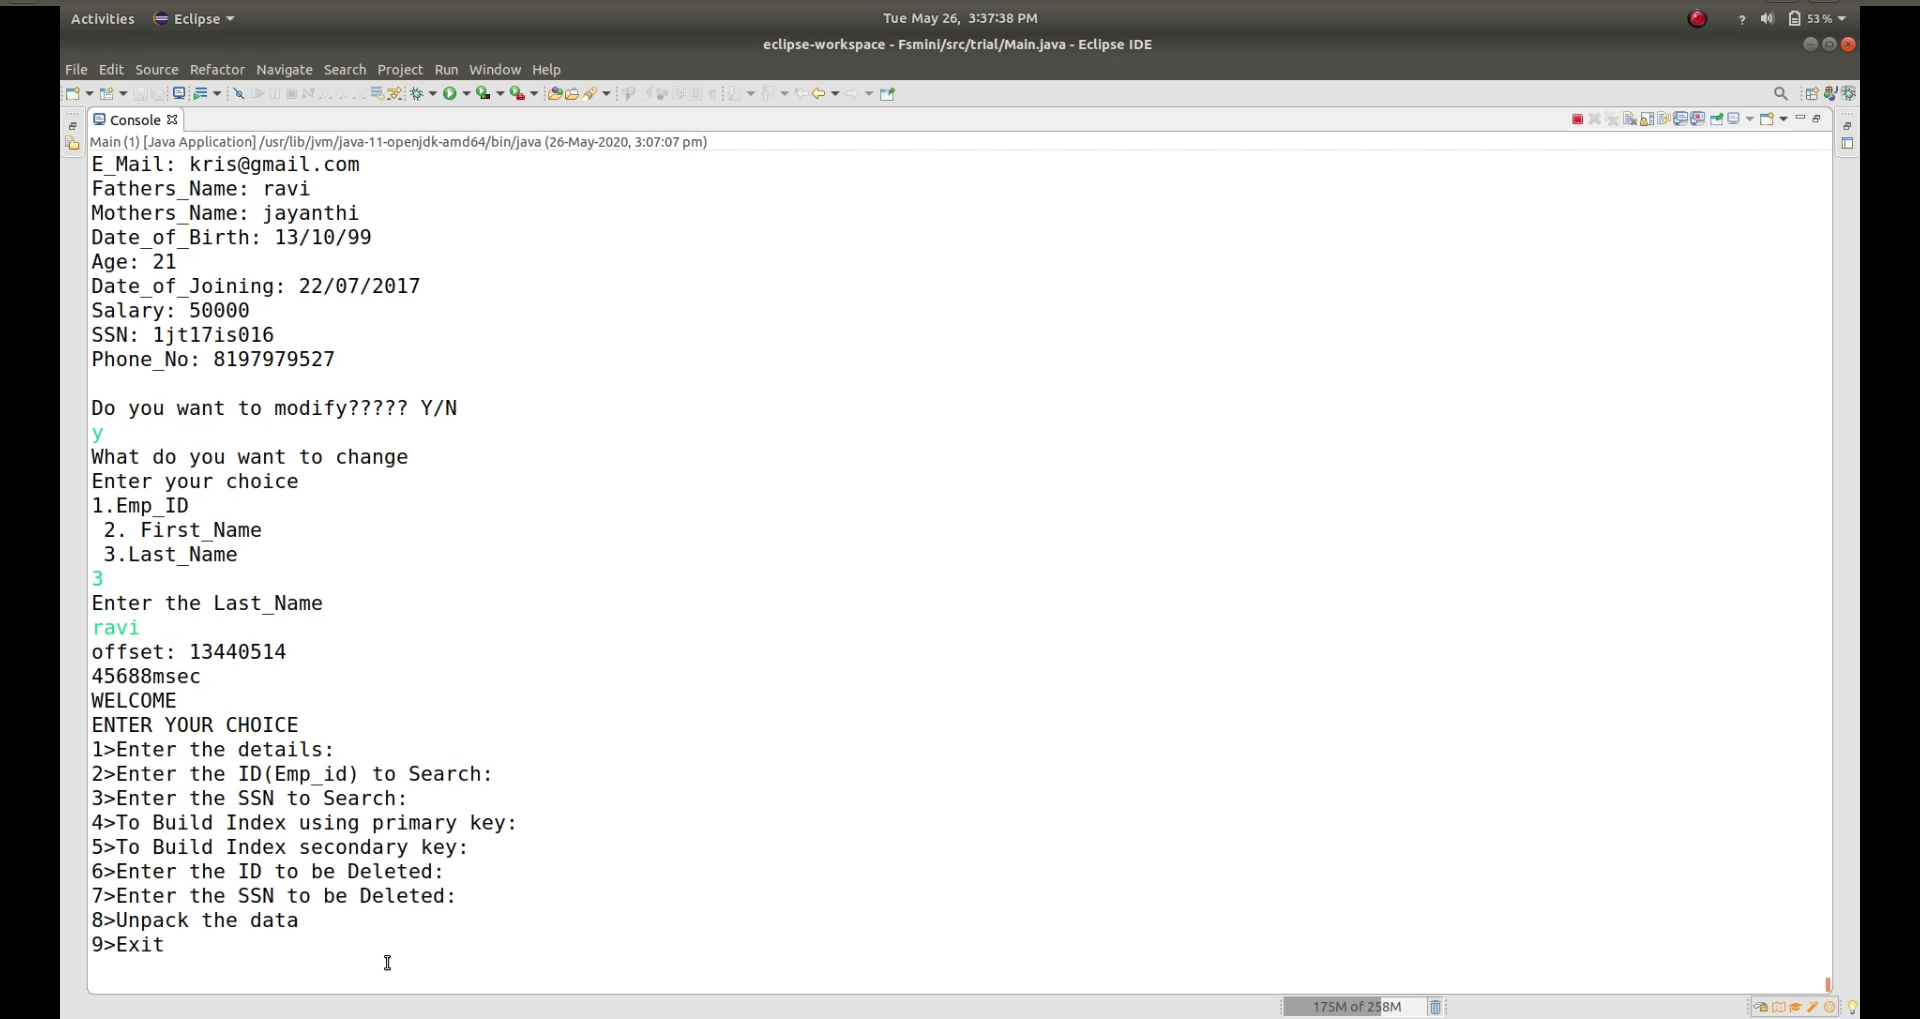 Activities Eclipse Tue May 26, 3:37:38 PM ? 53 %
eclipse-workspace - Fsmini/src/trial/Main.java - Eclipse IDE
File Edit Source Refactor Navigate Search Project Run Window Help
Console
Main (1) [Java Application] /usr/lib/jvm/java-11-openjdk-amd64/bin/java (26-May-2020, 3:07:07 pm)
E_Mail: kris@gmail.com
Fathers_Name: ravi
Mothers_Name: jayanthi
Date_of_Birth: 13/10/99
Age: 21
Date_of_Joining: 22/07/2017
Salary: 50000
SSN: 1jt17is016
Phone_No: 8197979527
Do you want to modify????? Y/N
y
What do you want to change
Enter your choice
1.Emp_ID
2. First_Name
3.Last_Name
3
Enter the Last_Name
ravi
offset: 13440514
45688msec
WELCOME
ENTER YOUR CHOICE
1>Enter the details:
2>Enter the ID(Emp_id) to Search:
3>Enter the SSN to Search:
4>To Build Index using primary key:
5>To Build Index secondary key:
6>Enter the ID to be Deleted:
7>Enter the SSN to be Deleted:
8>Unpack the data
9>Exit
175M of 258M